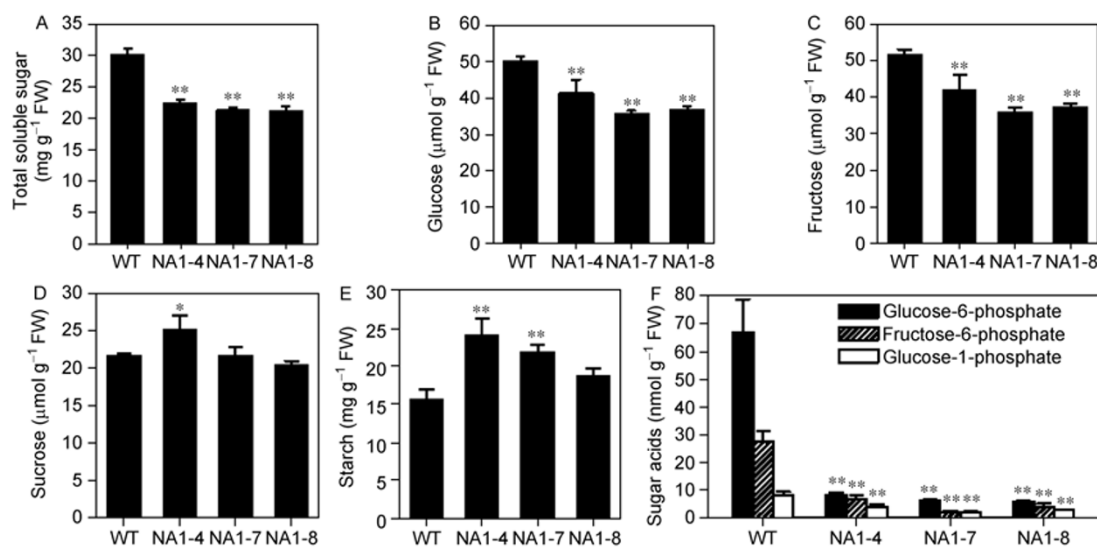 A
35
30
25
20
15
10
5
0
Total soluble sugar
(mg g⁻¹ FW)
**
**
**
WT NA1-4 NA1-7 NA1-8
B
60
50
40
30
20
10
0
Glucose (μmol g⁻¹ FW)
**
**
**
WT NA1-4 NA1-7 NA1-8
C
60
50
40
30
20
10
0
Fructose (μmol g⁻¹ FW)
**
**
**
WT NA1-4 NA1-7 NA1-8
D
30
25
20
15
10
5
0
Sucrose (μmol g⁻¹ FW)
*
WT NA1-4 NA1-7 NA1-8
E
30
25
20
15
10
5
0
Starch (mg g⁻¹ FW)
**
**
WT NA1-4 NA1-7 NA1-8
F
80
70
60
50
40
30
20
10
0
Sugar acids (nmol g⁻¹ FW)
Glucose-6-phosphate
Fructose-6-phosphate
Glucose-1-phosphate
** ** **
** ** **
** ** **
WT NA1-4 NA1-7 NA1-8